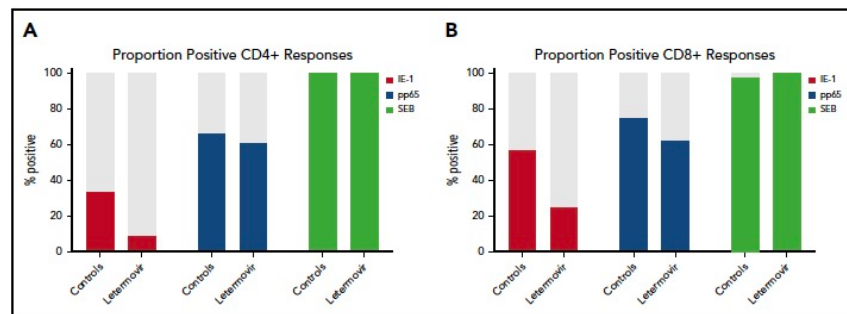 A
Proportion Positive CD4+ Responses
% positive
100
80
60
40
20
0
IE-1
pp65
SEB
Controls
Letermovir
Controls
Letermovir
Controls
Letermovir
B
Proportion Positive CD8+ Responses
% positive
100
80
60
40
20
0
IE-1
pp65
SEB
Controls
Letermovir
Controls
Letermovir
Controls
Letermovir